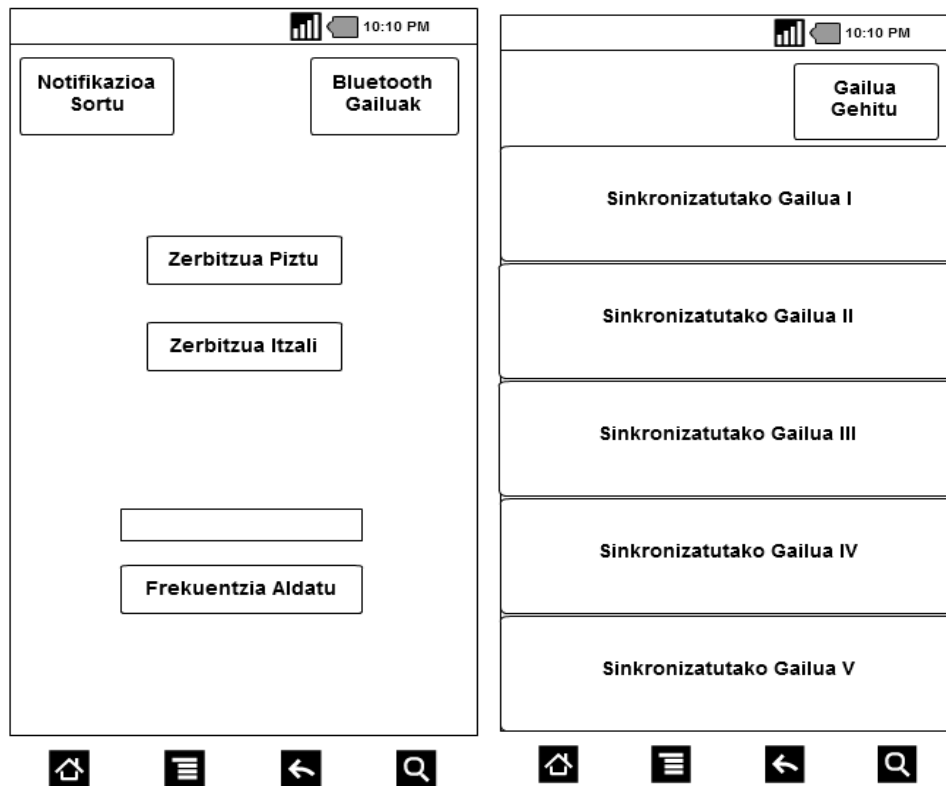 10:10 PM
Notifikazioa
Sortu
Bluetooth
Gailuak
Zerbitzua Piztu
Zerbitzua Itzali
Frekuentzia Aldatu
10:10 PM
Gailua
Gehitu
Sinkronizatutako Gailua I
Sinkronizatutako Gailua II
Sinkronizatutako Gailua III
Sinkronizatutako Gailua IV
Sinkronizatutako Gailua V